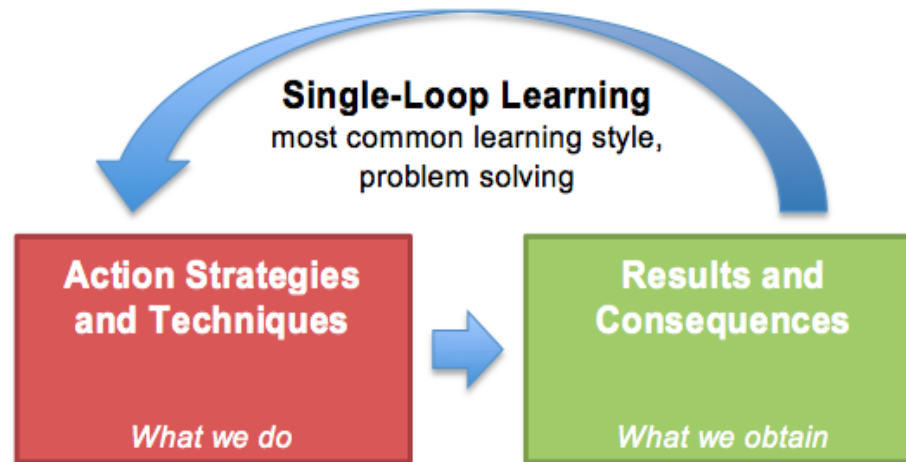 Single-Loop Learning
most common learning style,
problem solving
Action Strategies
and Techniques
What we do
Results and
Consequences
What we obtain